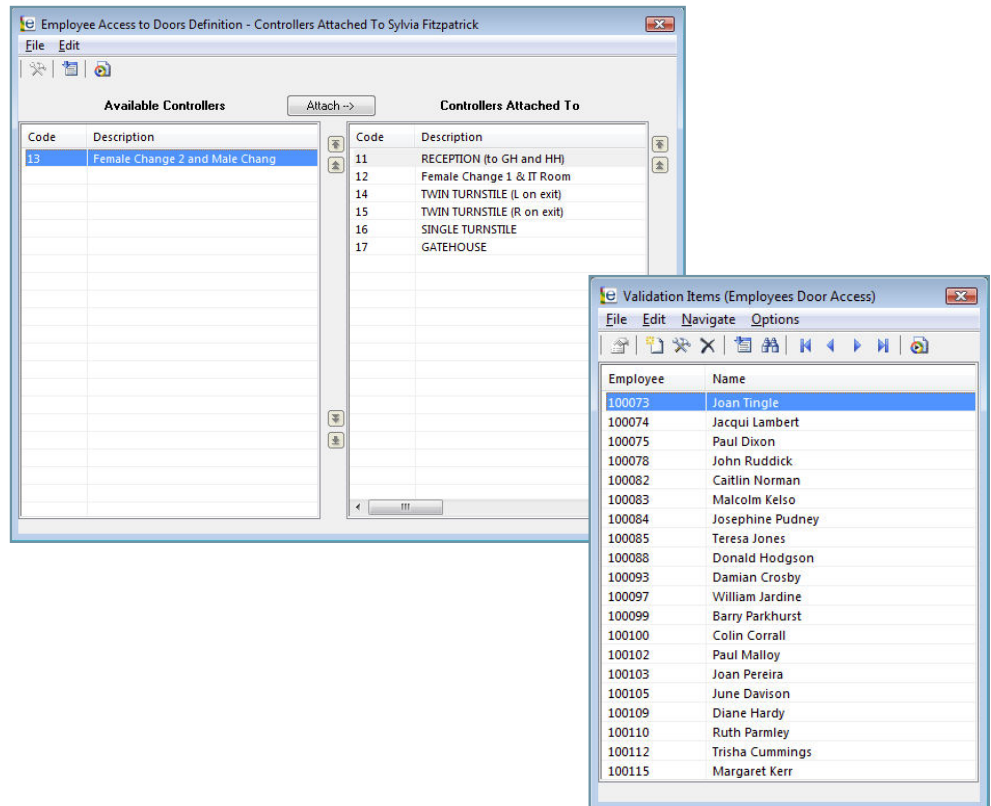 Employee Access to Doors Definition - Controllers Attached To Sylvia Fitzpatrick
File Edit
Available Controllers Attach --> Controllers Attached To
Code Description
13 Female Change 2 and Male Chang
Code Description
11 RECEPTION (to GH and HH)
12 Female Change 1 & IT Room
14 TWIN TURNSTILE (L on exit)
15 TWIN TURNSTILE (R on exit)
16 SINGLE TURNSTILE
17 GATEHOUSE
Validation Items (Employees Door Access)
File Edit Navigate Options
Employee Name
100073 Joan Tingle
100074 Jacqui Lambert
100075 Paul Dixon
100078 John Ruddick
100082 Caitlin Norman
100083 Malcolm Kelso
100084 Josephine Pudney
100085 Teresa Jones
100088 Donald Hodgson
100093 Damian Crosby
100097 William Jardine
100099 Barry Parkhurst
100100 Colin Corrall
100102 Paul Malloy
100103 Joan Pereira
100105 June Davison
100109 Diane Hardy
100110 Ruth Parmley
100112 Trisha Cummings
100115 Margaret Kerr